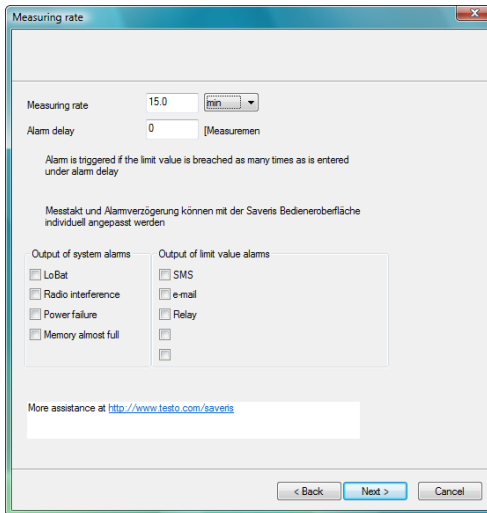 Measuring rate
Measuring rate 15.0 min
Alarm delay 0 [Measuremen
Alarm is triggered if the limit value is breached as many times as is entered
under alarm delay
Messtakt und Alarmverzögerung können mit der Saveris Bedieneroberfläche
individuell angepasst werden
Output of system alarms
LoBat
Radio interference
Power failure
Memory almost full
Output of limit value alarms
SMS
e-mail
Relay
More assistance at http://www.testo.com/saveris
< Back Next > Cancel